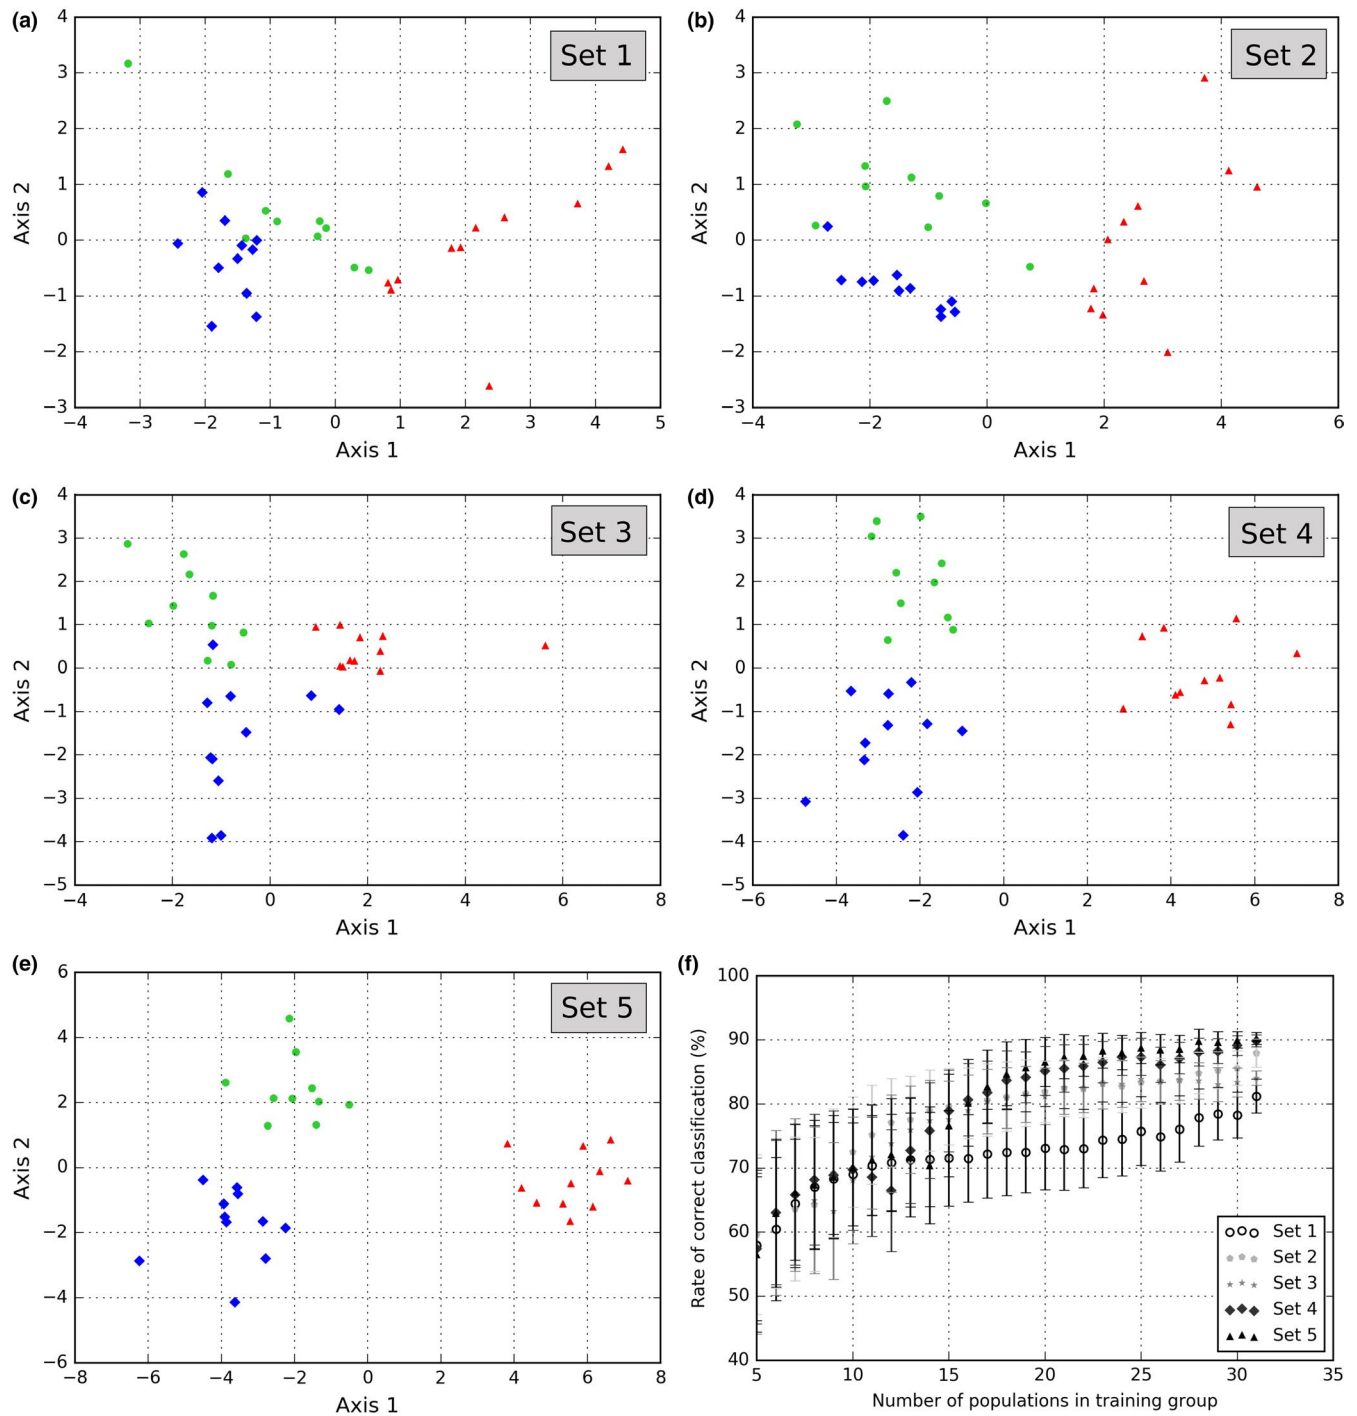 (a)
Set 1
4
3
2
1
0
−1
−2
−3
Axis 2
−4 −3 −2 −1 0 1 2 3 4 5
Axis 1
(b)
Set 2
4
3
2
1
0
−1
−2
−3
Axis 2
−4 −2 0 2 4 6
Axis 1
(c)
Set 3
4
3
2
1
0
−1
−2
−3
−4
−5
Axis 2
−4 −2 0 2 4 6 8
Axis 1
(d)
Set 4
4
3
2
1
0
−1
−2
−3
−4
−5
Axis 2
−6 −4 −2 0 2 4 6 8
Axis 1
(e)
Set 5
6
4
2
0
−2
−4
−6
Axis 2
−8 −6 −4 −2 0 2 4 6 8
Axis 1
(f)
100
90
80
70
60
50
40
Rate of correct classification (%)
Set 1
Set 2
Set 3
Set 4
Set 5
5 10 15 20 25 30 35
Number of populations in training group